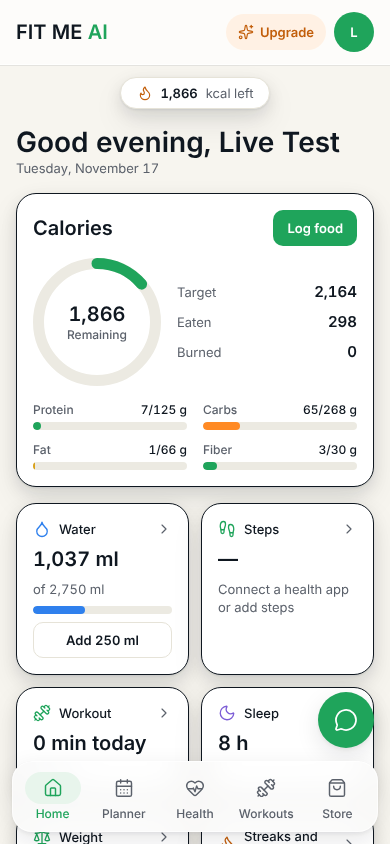 FIT ME AI
Upgrade
L
1,866 kcal left
Good evening, Live Test
Tuesday, November 17
Calories
Log food
1,866
Remaining
Target 2,164
Eaten 298
Burned 0
Protein 7/125 g
Carbs 65/268 g
Fat 1/66 g
Fiber 3/30 g
Water
1,037 ml
of 2,750 ml
Add 250 ml
Steps
—
Connect a health app
or add steps
Workout
0 min today
Sleep
8 h
Home
Planner
Health
Workouts
Store
Weight
Streaks and